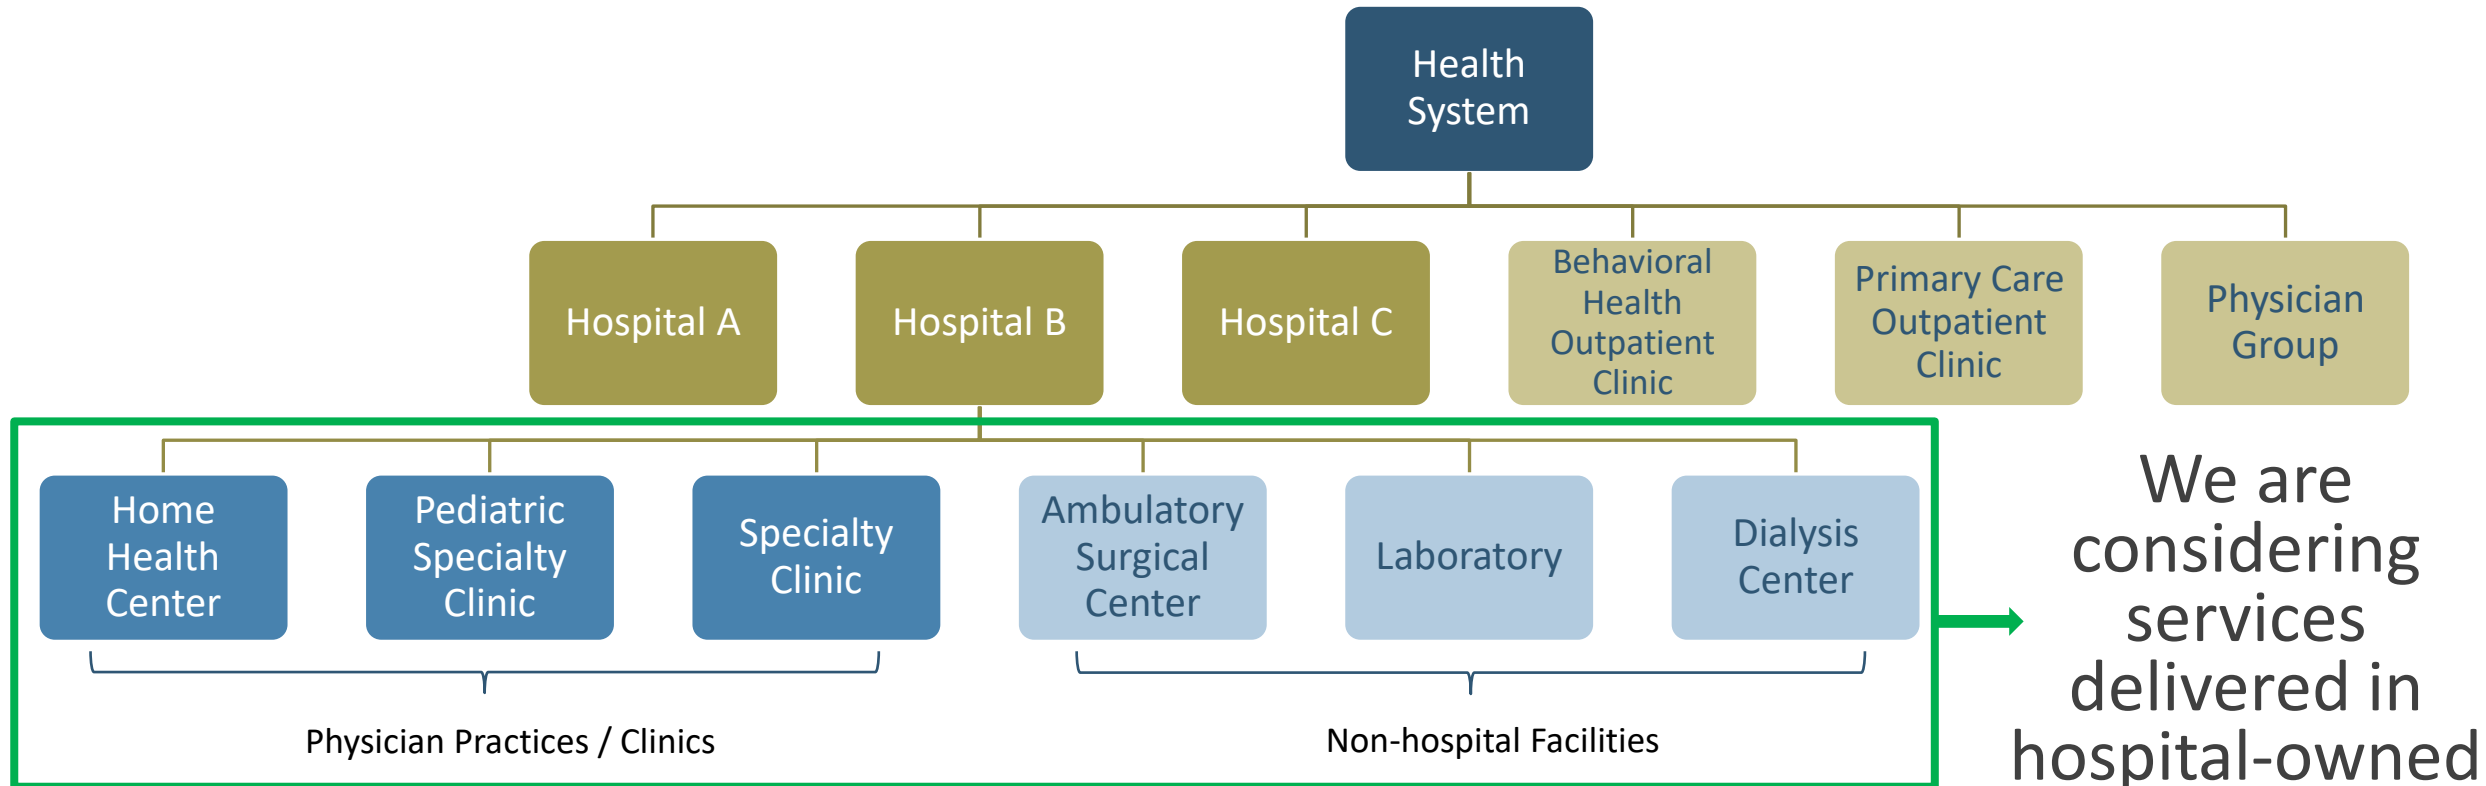 Health
System
Hospital A
Hospital B
Hospital C
Behavioral
Health
Outpatient
Clinic
Primary Care
Outpatient
Clinic
Physician
Group
Home
Health
Center
Pediatric
Specialty
Clinic
Specialty
Clinic
Ambulatory
Surgical
Center
Laboratory
Dialysis
Center
Physician Practices / Clinics
Non-hospital Facilities
We are
considering
services
delivered in
hospital-owned